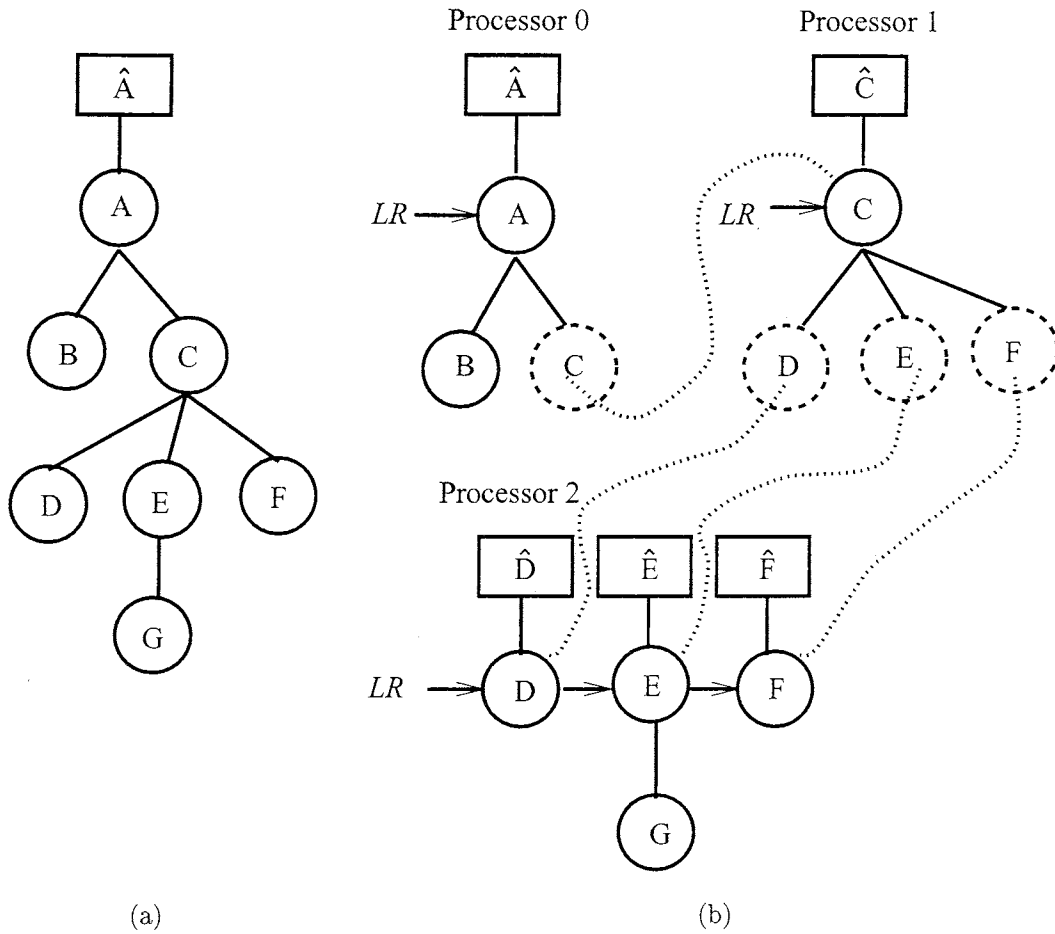 Processor 0
Processor 1
Â
Â
Ĉ
A
LR
A
LR
C
B
C
B
C
D
E
F
D
E
F
Processor 2
D̂
Ê
F̂
G
LR
D
E
F
G
(a)
(b)